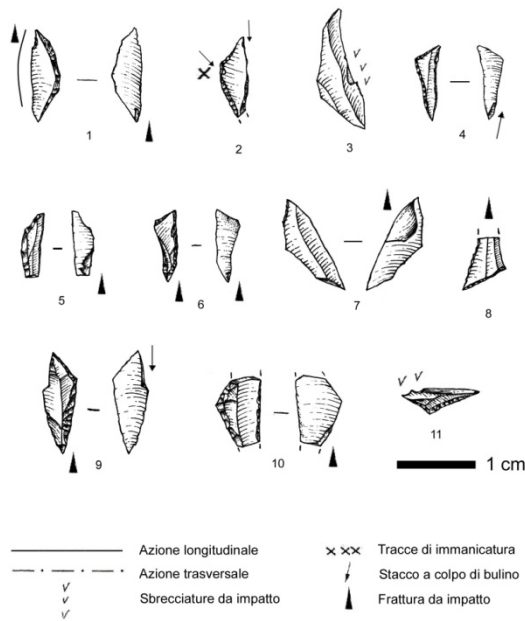 1
2
3
4
5
6
7
8
9
10
11
1 cm
Azione longitudinale
Azione trasversale
Sbrecciature da impatto
Tracce di immanicatura
Stacco a colpo di bulino
Frattura da impatto